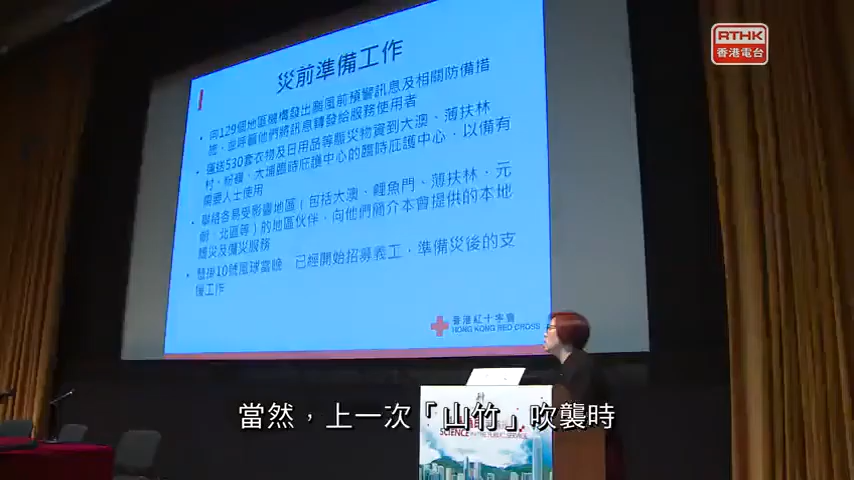 RTHK
香港電台
災前準備工作
向129個地區機構發出颱風前預警訊息及相關防備措
施，並呼籲他們將訊息轉發給服務使用者
運送530套衣物及日用品等賑災物資到大澳、薄扶林
村、粉嶺、大埔臨時庇護中心的臨時庇護中心，以備有
需要人士使用
聯絡各易受影響地區（包括大澳、鯉魚門、薄扶林、元
朗、北區等）的地區伙伴，向他們簡介本會提供的本地
賑災及備災服務
懸掛10號風球當晚 已經開始招募義工，準備災後的支
援工作
香港紅十字會
HONG KONG RED CROSS
SCIENCE IN THE PUBLIC SERVICE
當然，上一次「山竹」吹襲時